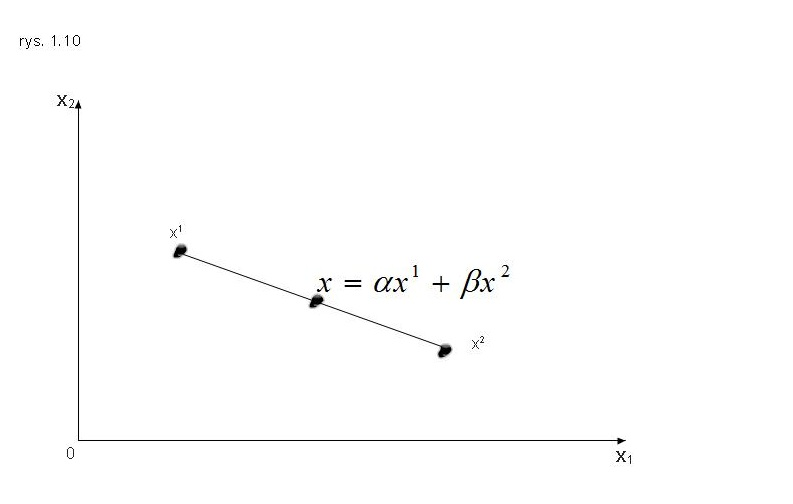 rys. 1.10
X₂
x¹
x = αx¹ + βx²
x²
0
X₁